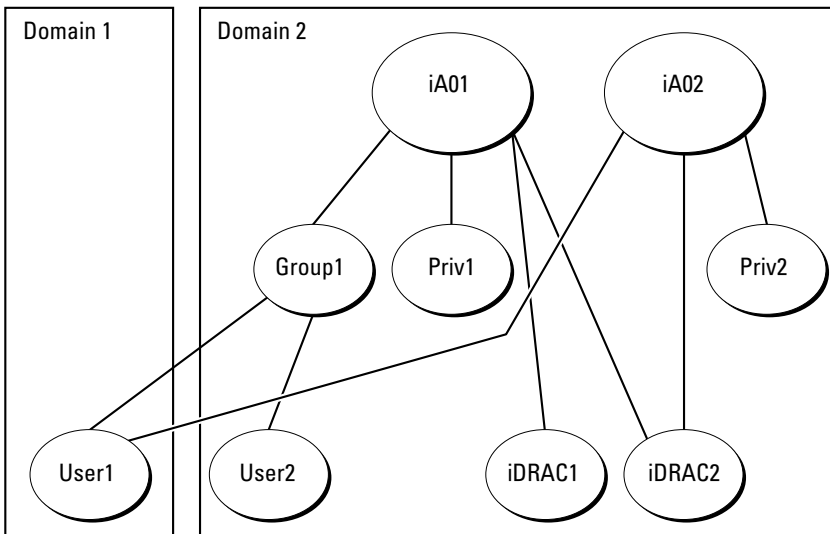 Domain 1
Domain 2
iA01
iA02
Group1
Priv1
Priv2
User1
User2
iDRAC1
iDRAC2